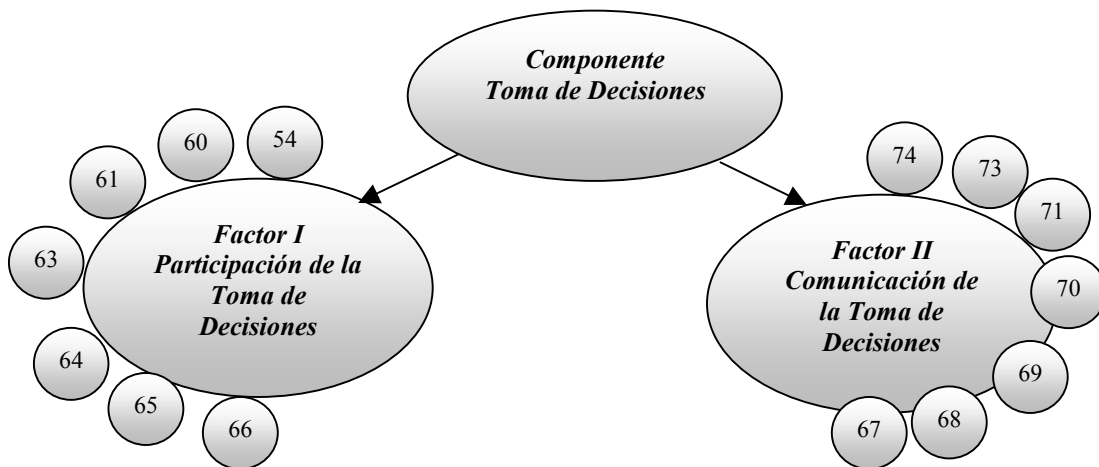 Componente
Toma de Decisiones
54
60
61
63
64
65
66
Factor I
Participación de la
Toma de
Decisiones
74
73
71
70
69
68
67
Factor II
Comunicación de
la Toma de
Decisiones